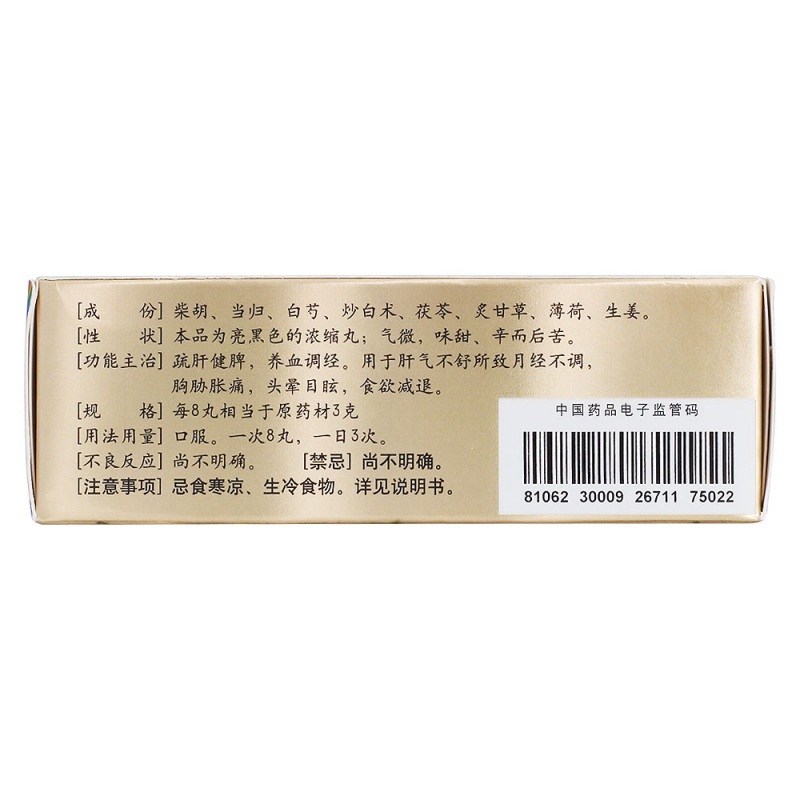 [成　份] 柴胡、当归、白芍、炒白术、茯苓、炙甘草、薄荷、生姜。
[性　状] 本品为亮黑色的浓缩丸；气微，味甜、辛而后苦。
[功能主治] 疏肝健脾，养血调经。用于肝气不舒所致月经不调，
胸胁胀痛，头晕目眩，食欲减退。
[规　格] 每8丸相当于原药材3克
[用法用量] 口服。一次8丸，一日3次。
[不良反应] 尚不明确。 [禁忌] 尚不明确。
[注意事项] 忌食寒凉、生冷食物。详见说明书。
中国药品电子监管码
81062 30009 26711 75022